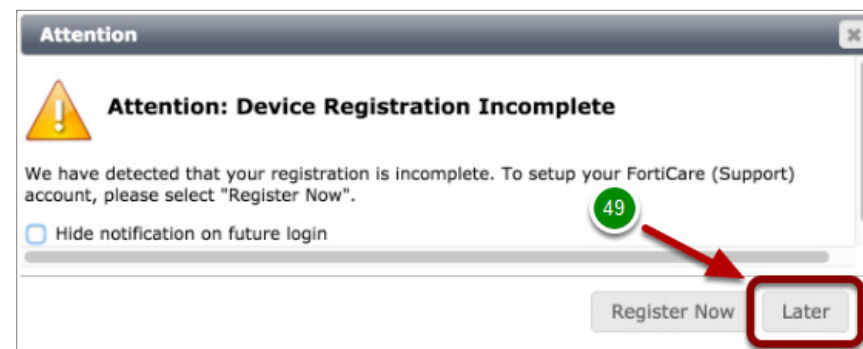 Attention
Attention: Device Registration Incomplete
We have detected that your registration is incomplete. To setup your FortiCare (Support)
account, please select "Register Now".
49
Hide notification on future login
Register Now
Later